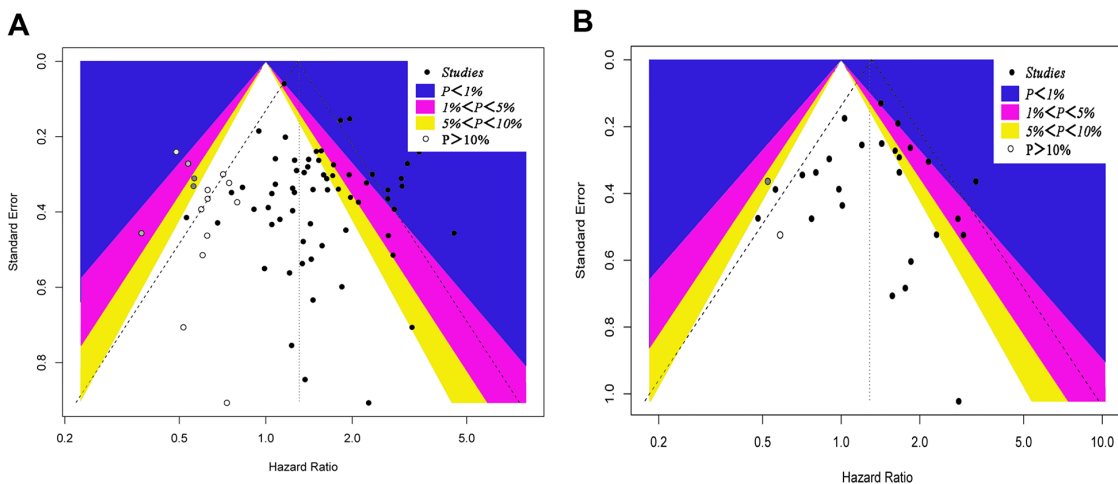 A
Studies
P<1%
1%<P<5%
5%<P<10%
P>10%
0.0
0.2
0.4
0.6
0.8
Standard Error
0.2
0.5
1.0
2.0
5.0
Hazard Ratio
B
Studies
P<1%
1%<P<5%
5%<P<10%
P>10%
0.0
0.2
0.4
0.6
0.8
1.0
Standard Error
0.2
0.5
1.0
2.0
5.0
10.0
Hazard Ratio